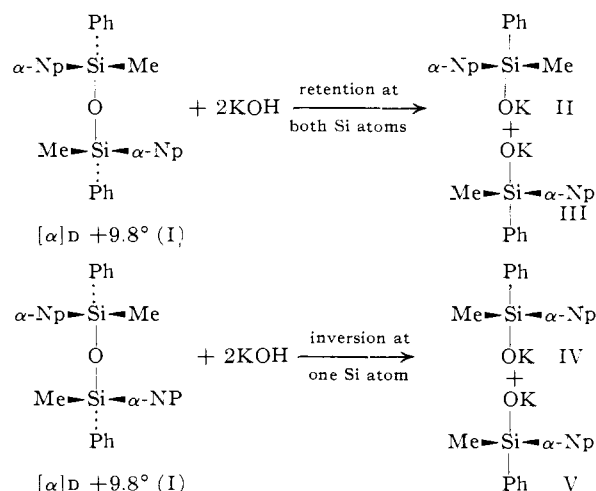 Ph
α-Np Si Me
O
Me Si α-Np
Ph
[α]D +9.8° (I)
+ 2KOH
retention at
both Si atoms
Ph
α-Np Si Me
OK II
+
OK
Me Si α-Np
III
Ph
Ph
α-Np Si Me
O
Me Si α-NP
Ph
[α]D +9.8° (I)
+ 2KOH
inversion at
one Si atom
Ph
Me Si α-Np
OK IV
+
OK
Me Si α-Np
Ph V